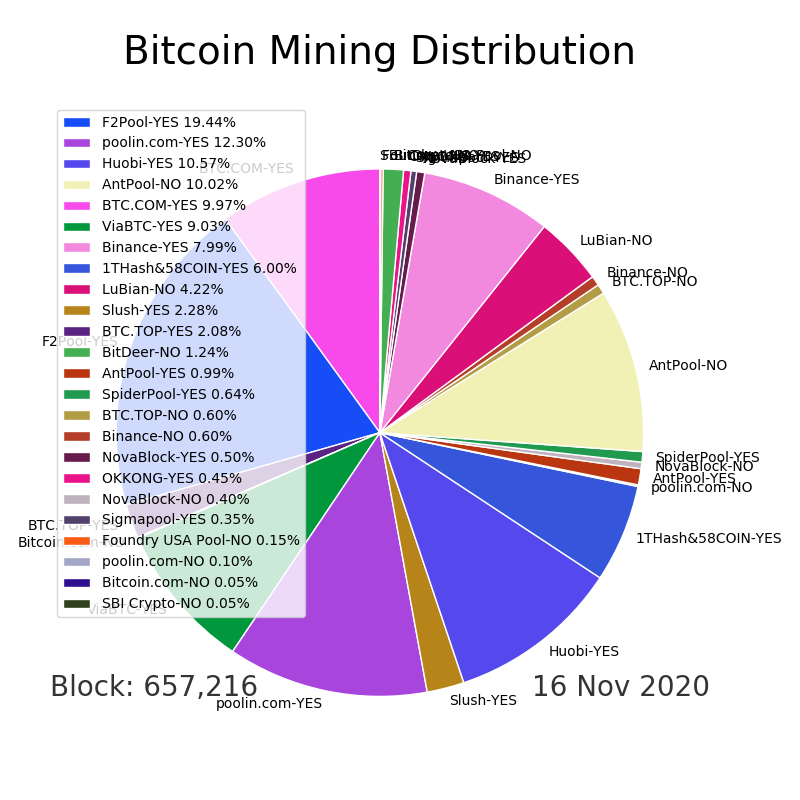 Bitcoin Mining Distribution
F2Pool-YES 19.44%
poolin.com-YES 12.30%
Huobi-YES 10.57%
AntPool-NO 10.02%
BTC.COM-YES 9.97%
ViaBTC-YES 9.03%
Binance-YES 7.99%
1THash&58COIN-YES 6.00%
LuBian-NO 4.22%
Slush-YES 2.28%
BTC.TOP-YES 2.08%
BitDeer-NO 1.24%
AntPool-YES 0.99%
SpiderPool-YES 0.64%
BTC.TOP-NO 0.60%
Binance-NO 0.60%
NovaBlock-YES 0.50%
OKKONG-YES 0.45%
NovaBlock-NO 0.40%
Sigmapool-YES 0.35%
Foundry USA Pool-NO 0.15%
poolin.com-NO 0.10%
Bitcoin.com-NO 0.05%
SBI Crypto-NO 0.05%
BTC.COM-YES
F2Pool-YES
BTC.TOP-YES
ViaBTC-YES
poolin.com-YES
Slush-YES
Huobi-YES
1THash&58COIN-YES
poolin.com-NO
AntPool-YES
NovaBlock-NO
SpiderPool-YES
AntPool-NO
BTC.TOP-NO
Binance-NO
LuBian-NO
Binance-YES
Block: 657,216
16 Nov 2020